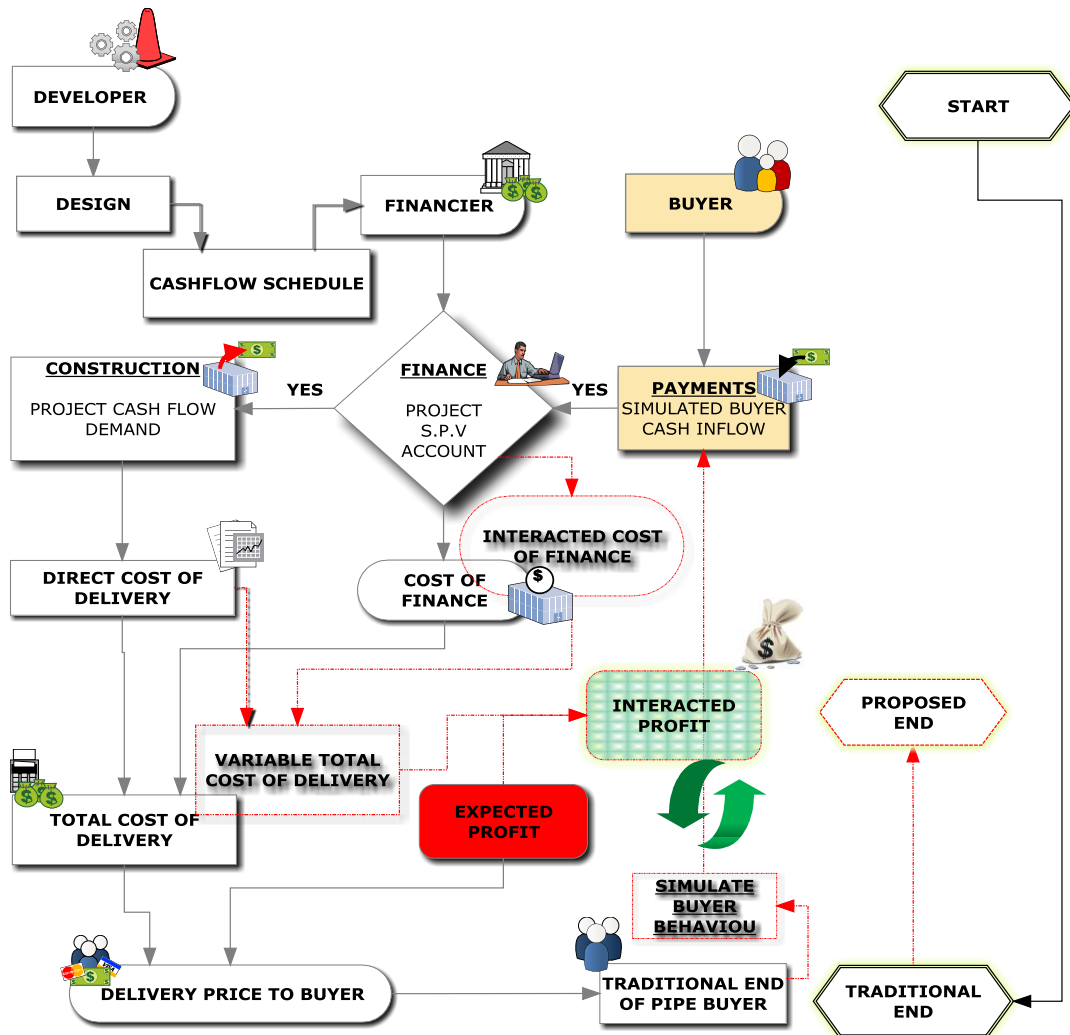 DEVELOPER
START
DESIGN
FINANCIER
BUYER
CASHFLOW SCHEDULE
CONSTRUCTION
PROJECT CASH FLOW
DEMAND
YES
FINANCE
PROJECT
S.P.V
ACCOUNT
YES
PAYMENTS
SIMULATED BUYER
CASH INFLOW
INTERACTED COST
OF FINANCE
DIRECT COST OF
DELIVERY
COST OF
FINANCE
$
INTERACTED
PROFIT
PROPOSED
END
VARIABLE TOTAL
COST OF DELIVERY
TOTAL COST OF
DELIVERY
EXPECTED
PROFIT
SIMULATE
BUYER
BEHAVIOU
DELIVERY PRICE TO BUYER
TRADITIONAL END
OF PIPE BUYER
TRADITIONAL
END